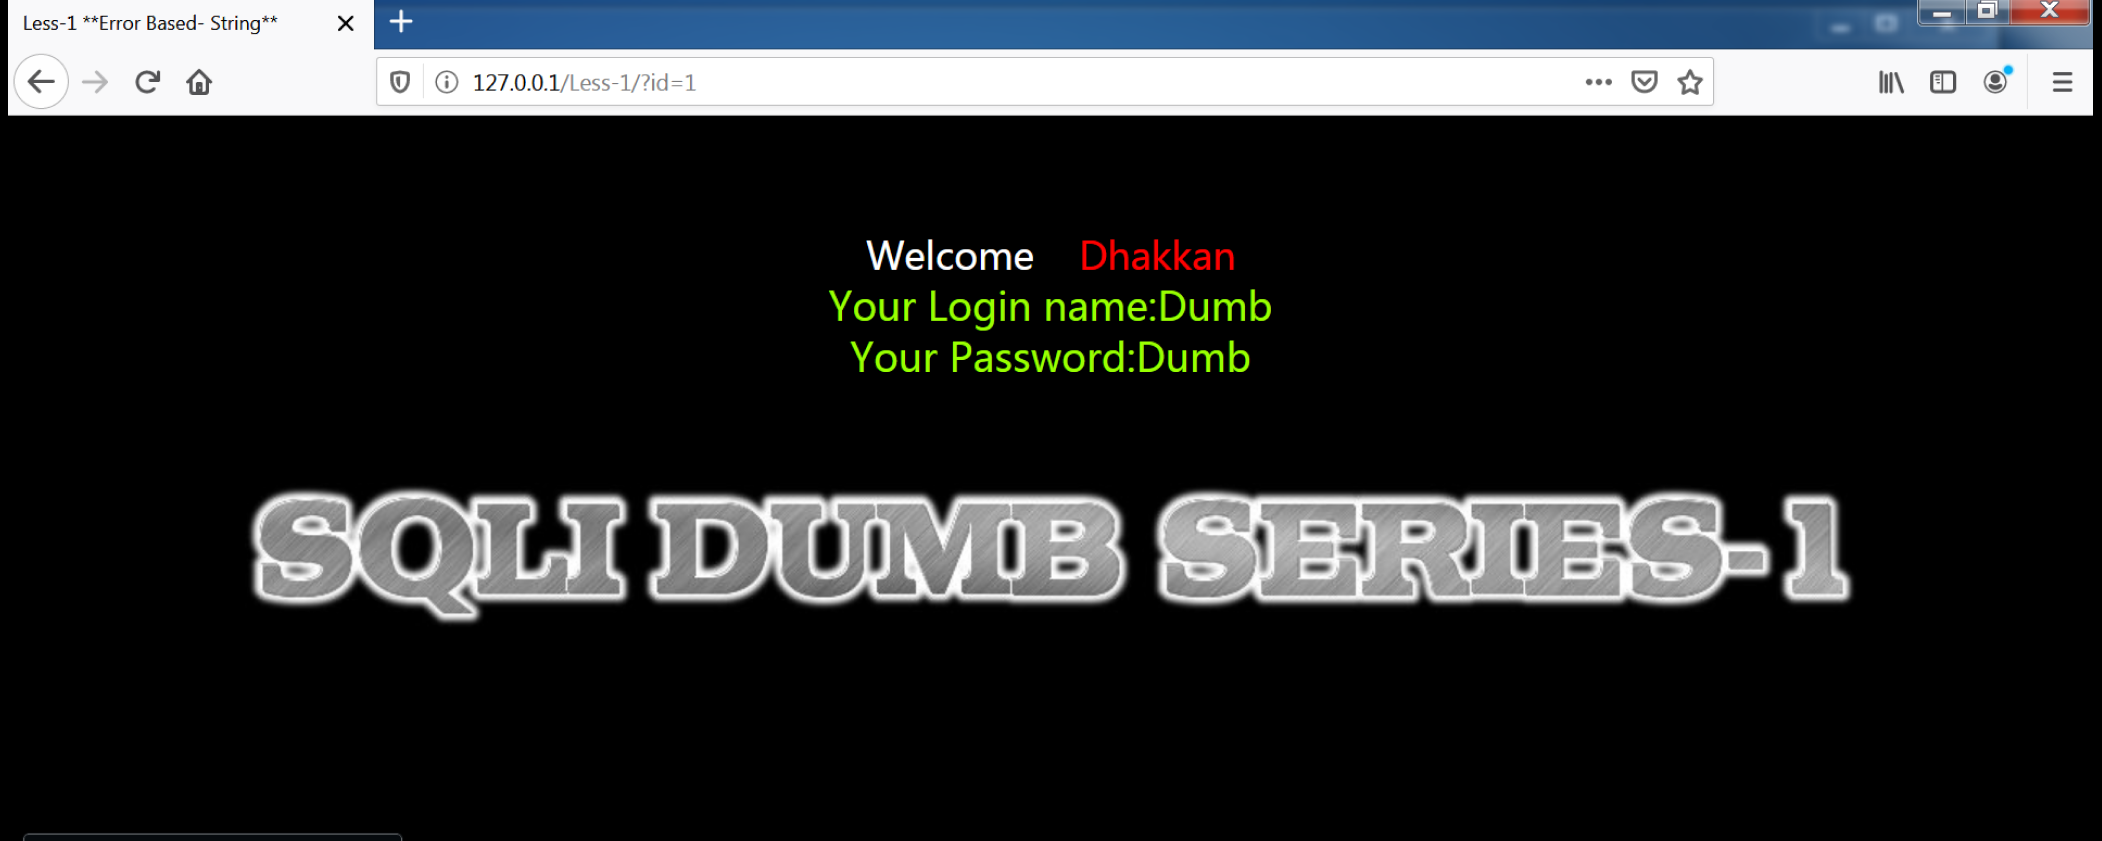 Less-1 **Error Based- String**
127.0.0.1/Less-1/?id=1
Welcome Dhakkan
Your Login name:Dumb
Your Password:Dumb
SQLI DUMB SERIES-1